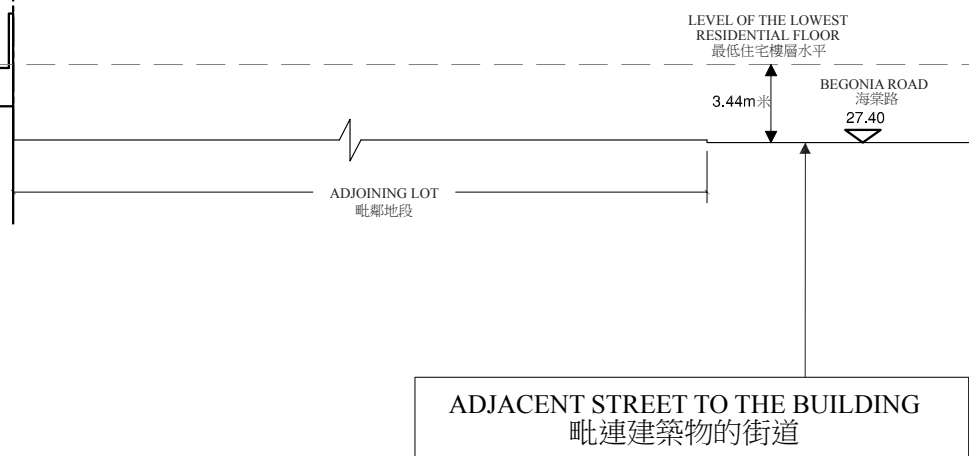 LEVEL OF THE LOWEST
RESIDENTIAL FLOOR
最低住宅樓層水平
3.44m米
BEGONIA ROAD
海棠路
27.40
ADJOINING LOT
毗鄰地段
ADJACENT STREET TO THE BUILDING
毗連建築物的街道